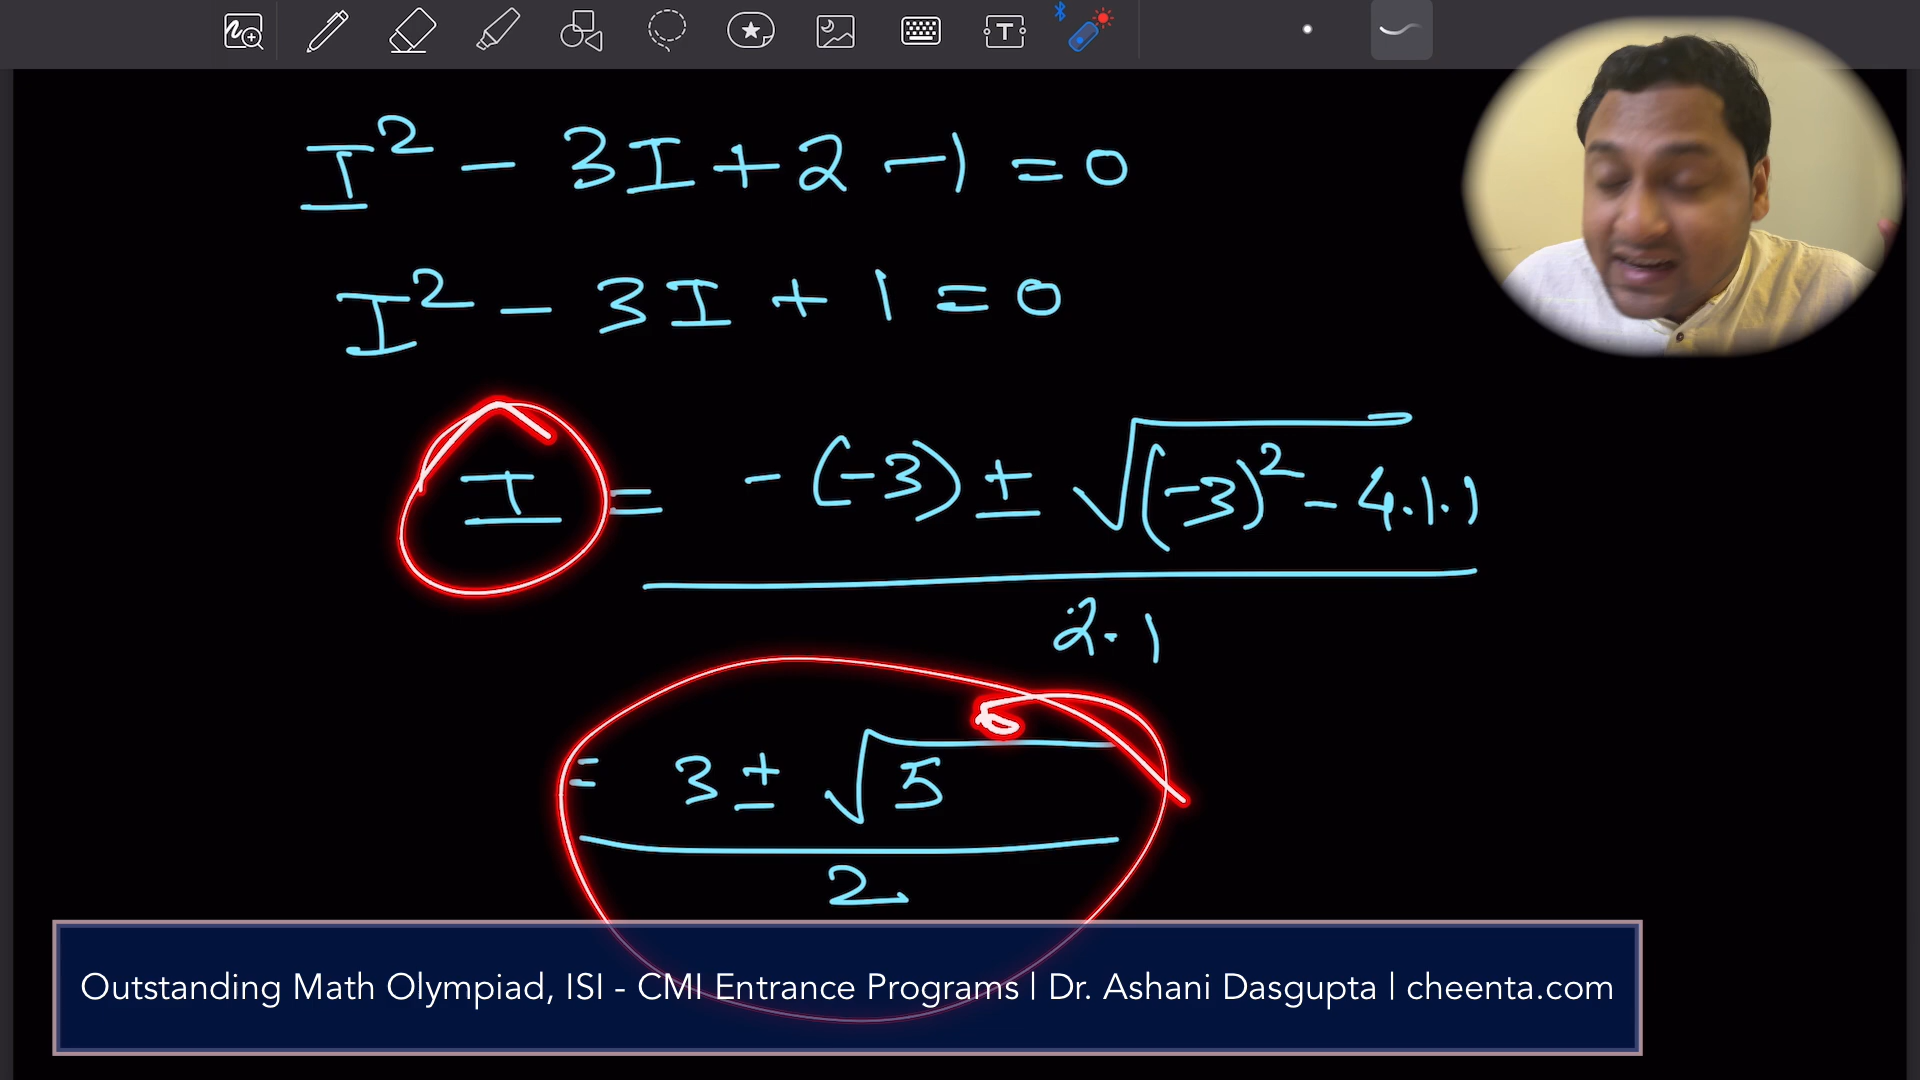 I² - 3I + 2 - 1 = 0
I² - 3I + 1 = 0
I = -(-3) ± √(-3)² - 4.1.1
2.1
= 3 ± √5
2
Outstanding Math Olympiad, ISI - CMI Entrance Programs | Dr. Ashani Dasgupta | cheenta.com